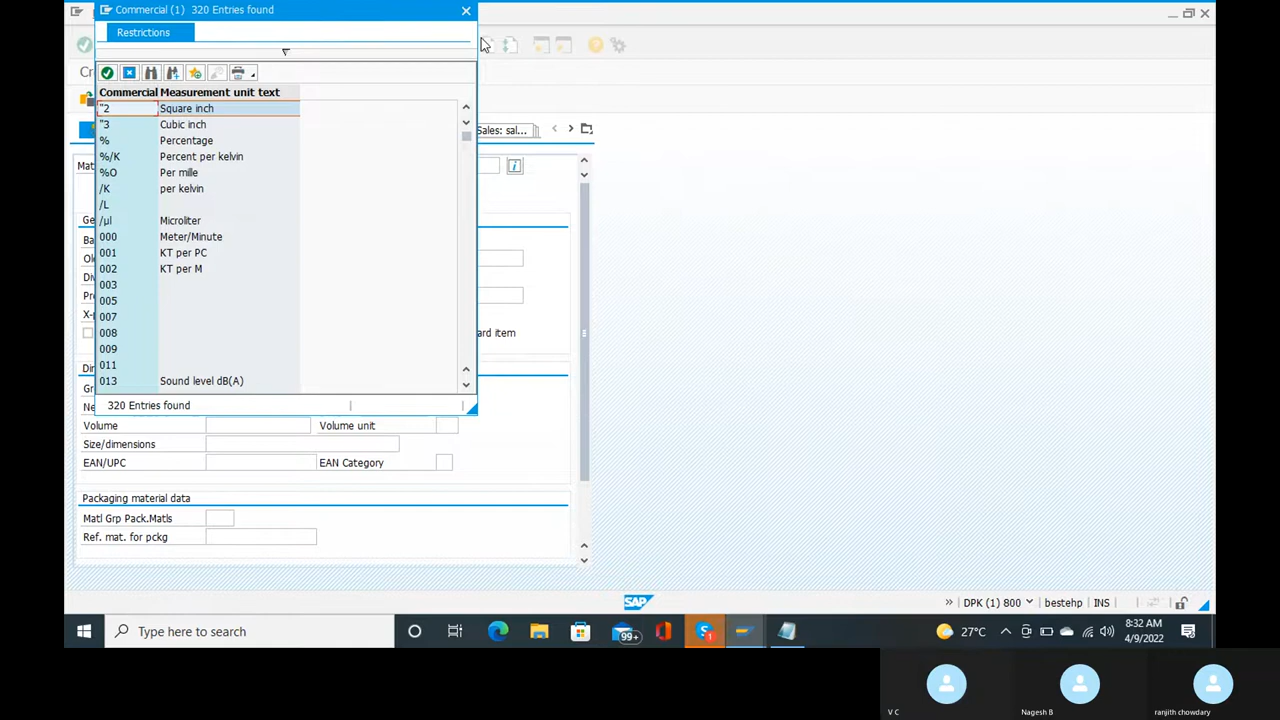 Commercial (1) 320 Entries found
Restrictions
Commercial Measurement unit text
"2 Square inch
"3 Cubic inch
% Percentage
%/K Percent per kelvin
%O Per mille
/K per kelvin
/L
/µl Microliter
000 Meter/Minute
001 KT per PC
002 KT per M
003
005
007
008
009
011
013 Sound level dB(A)
320 Entries found
Cr
Sales: sal...
Mat
Ge
Ba
Ol
Div
Pr
X-
ard item
Di
Gr
Ne
Volume Volume unit
Size/dimensions
EAN/UPC EAN Category
Packaging material data
Matl Grp Pack.Matls
Ref. mat. for pckg
SAP
DPK (1) 800 bestehp INS
Type here to search
99+
1
27°C
8:32 AM
4/9/2022
V C Nagesh B ranjith chowdary